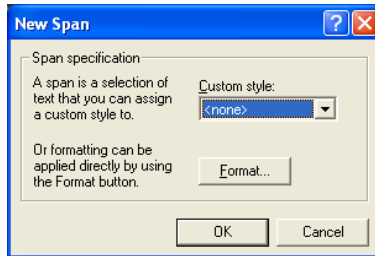 New Span
Span specification
A span is a selection of
text that you can assign
a custom style to.
Custom style:
<none>
Or formatting can be
applied directly by using
the Format button.
Format...
OK
Cancel